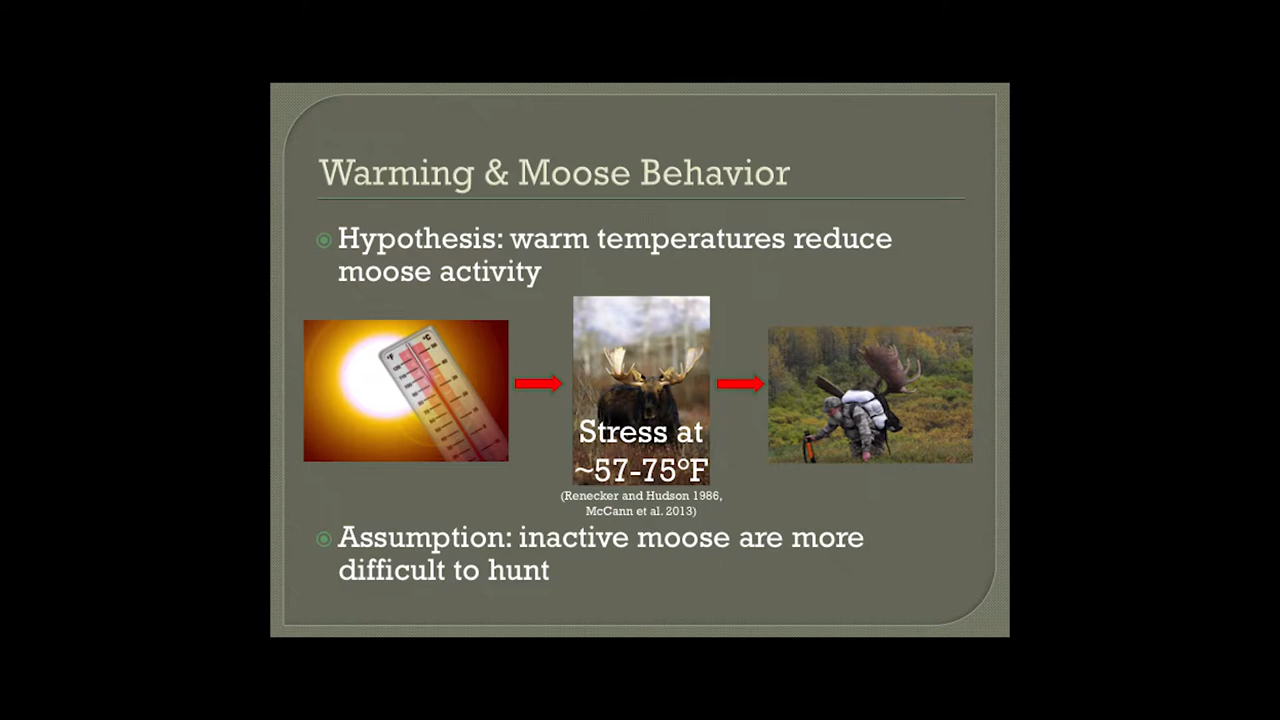 Warming & Moose Behavior
Hypothesis: warm temperatures reduce
moose activity
°F
°C
Stress at
~57-75°F
(Renecker and Hudson 1986,
McCann et al. 2013)
Assumption: inactive moose are more
difficult to hunt